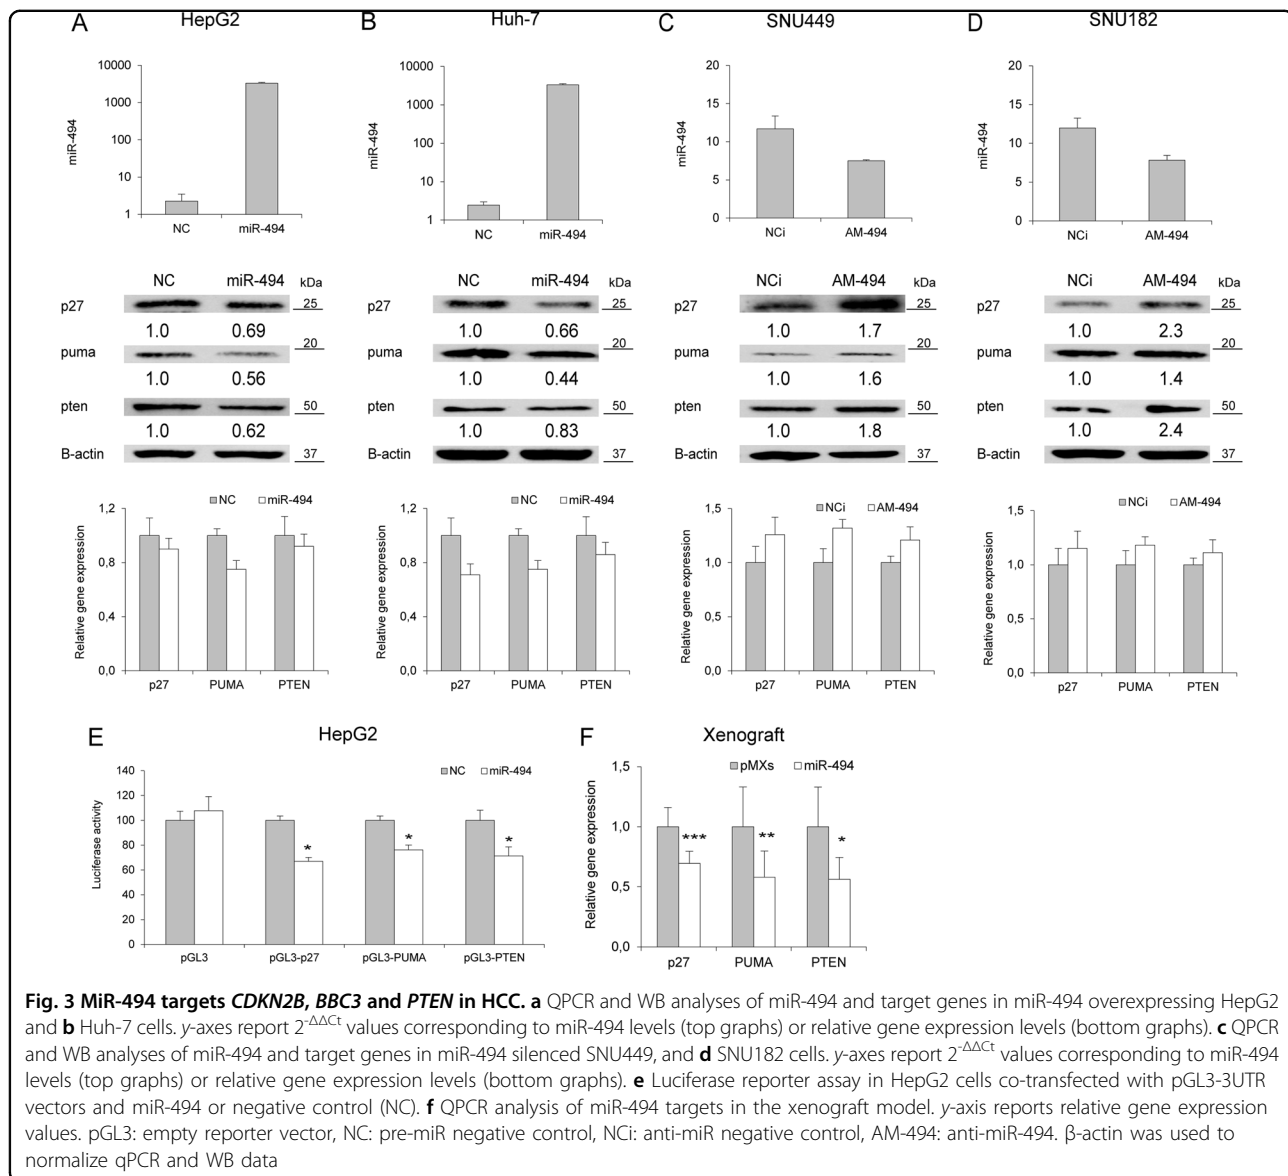 A HepG2 B Huh-7 C SNU449 D SNU182
miR-494
10000
1000
100
10
1
NC miR-494
miR-494
10000
1000
100
10
1
NC miR-494
miR-494
20
15
10
5
0
NCi AM-494
miR-494
20
15
10
5
0
NCi AM-494
NC miR-494 kDa
p27 25
1.0 0.69
puma 20
1.0 0.56
pten 50
1.0 0.62
B-actin 37
NC miR-494 kDa
p27 25
1.0 0.66
puma 20
1.0 0.44
pten 50
1.0 0.83
B-actin 37
NCi AM-494 kDa
p27 25
1.0 1.7
puma 20
1.0 1.6
pten 50
1.0 1.8
B-actin 37
NCi AM-494 kDa
p27 25
1.0 2.3
puma 20
1.0 1.4
pten 50
1.0 2.4
B-actin 37
NC miR-494
Relative gene expression
1,2
0,8
0,4
0,0
p27 PUMA PTEN
NC miR-494
Relative gene expression
1,2
0,8
0,4
0,0
p27 PUMA PTEN
NCi AM-494
Relative gene expression
1,5
1,0
0,5
0,0
p27 PUMA PTEN
NCi AM-494
Relative gene expression
1,5
1,0
0,5
0,0
p27 PUMA PTEN
E HepG2
NC miR-494
Luciferase activity
140
120
100
80
60
40
20
0
* * *
pGL3 pGL3-p27 pGL3-PUMA pGL3-PTEN
F Xenograft
pMXs miR-494
Relative gene expression
1,5
1,0
0,5
0,0
*** ** *
p27 PUMA PTEN
Fig. 3 MiR-494 targets CDKN2B, BBC3 and PTEN in HCC. a QPCR and WB analyses of miR-494 and target genes in miR-494 overexpressing HepG2
and b Huh-7 cells. y-axes report 2-ΔΔCt values corresponding to miR-494 levels (top graphs) or relative gene expression levels (bottom graphs). c QPCR
and WB analyses of miR-494 and target genes in miR-494 silenced SNU449, and d SNU182 cells. y-axes report 2-ΔΔCt values corresponding to miR-494
levels (top graphs) or relative gene expression levels (bottom graphs). e Luciferase reporter assay in HepG2 cells co-transfected with pGL3-3UTR
vectors and miR-494 or negative control (NC). f QPCR analysis of miR-494 targets in the xenograft model. y-axis reports relative gene expression
values. pGL3: empty reporter vector, NC: pre-miR negative control, NCi: anti-miR negative control, AM-494: anti-miR-494. β-actin was used to
normalize qPCR and WB data